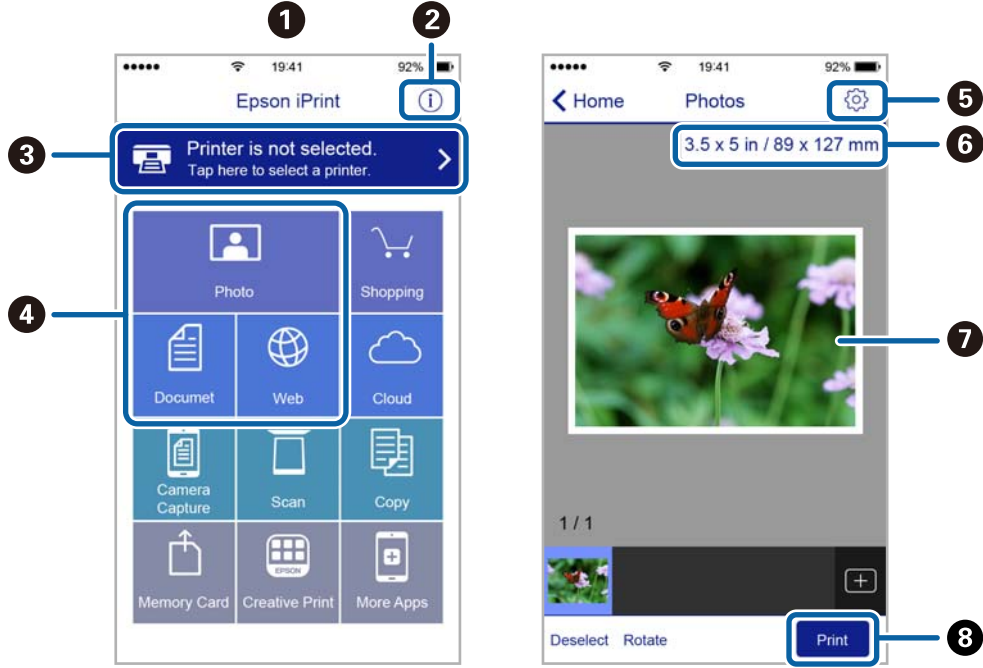 1
2
19:41
92%
Epson iPrint
3
Printer is not selected.
Tap here to select a printer.
4
Photo
Shopping
Documet
Web
Cloud
Camera
Capture
Scan
Copy
EPSON
Memory Card
Creative Print
More Apps
19:41
92%
Home
Photos
5
3.5 x 5 in / 89 x 127 mm
6
7
1 / 1
Deselect
Rotate
Print
8